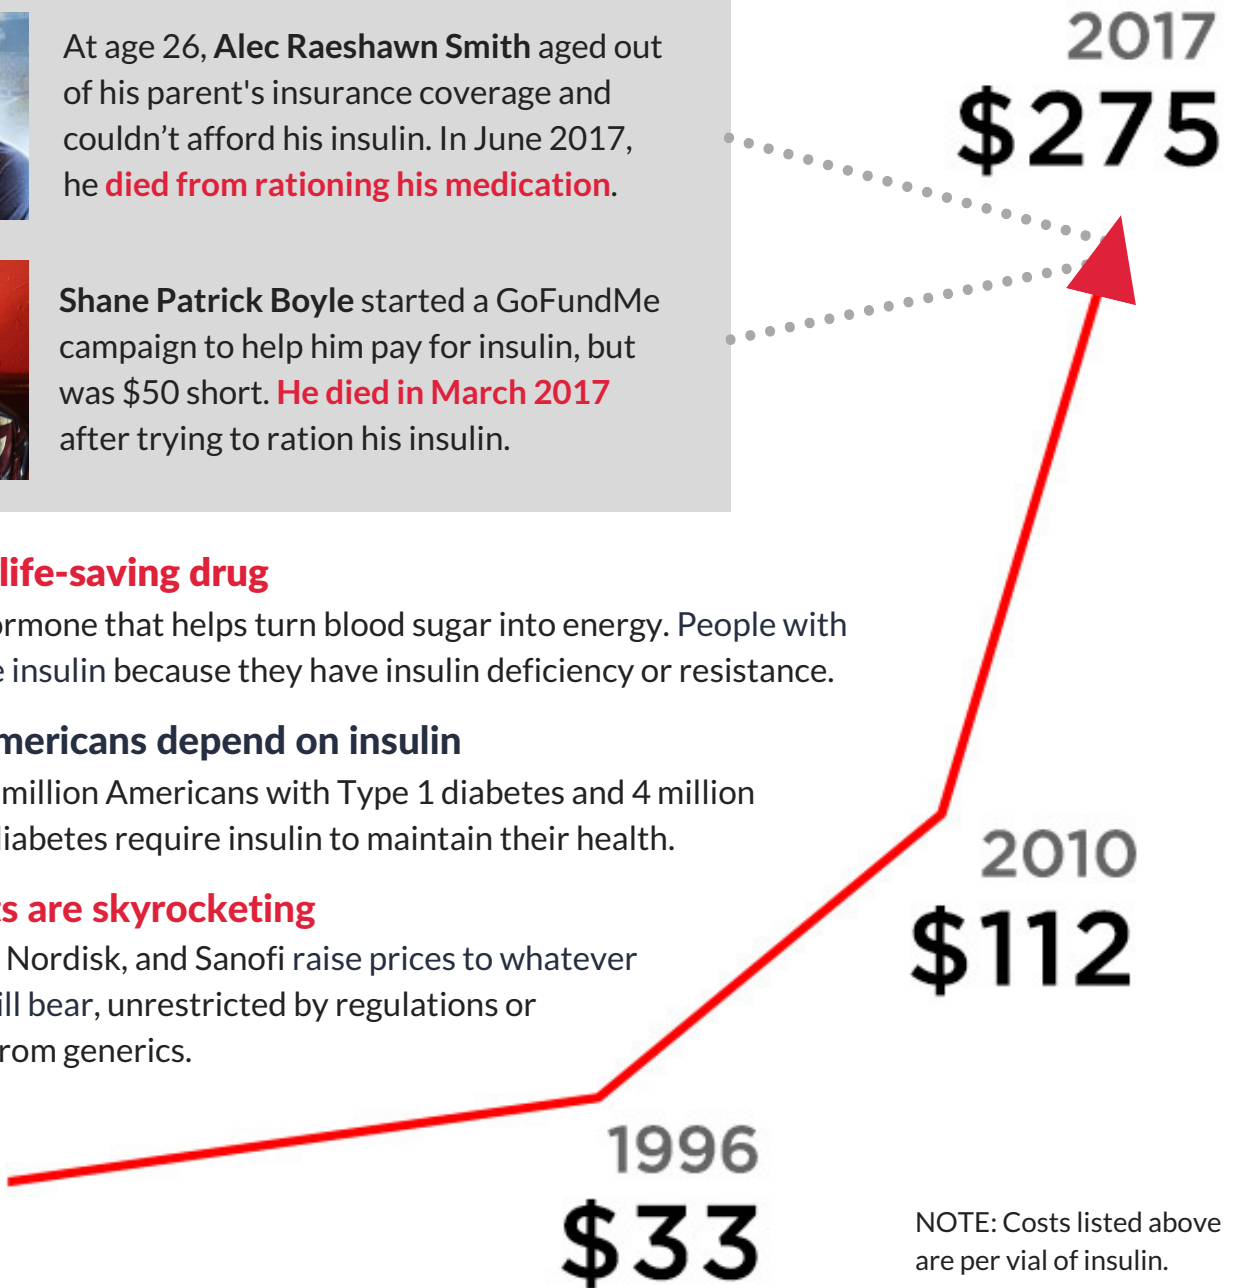 At age 26, Alec Raeshawn Smith aged out
of his parent's insurance coverage and
couldn’t afford his insulin. In June 2017,
he died from rationing his medication.
Shane Patrick Boyle started a GoFundMe
campaign to help him pay for insulin, but
was $50 short. He died in March 2017
after trying to ration his insulin.
2017
$275
life-saving drug
ormone that helps turn blood sugar into energy. People with
e insulin because they have insulin deficiency or resistance.
mericans depend on insulin
million Americans with Type 1 diabetes and 4 million
diabetes require insulin to maintain their health.
ts are skyrocketing
Nordisk, and Sanofi raise prices to whatever
ill bear, unrestricted by regulations or
rom generics.
2010
$112
1996
$33
NOTE: Costs listed above
are per vial of insulin.